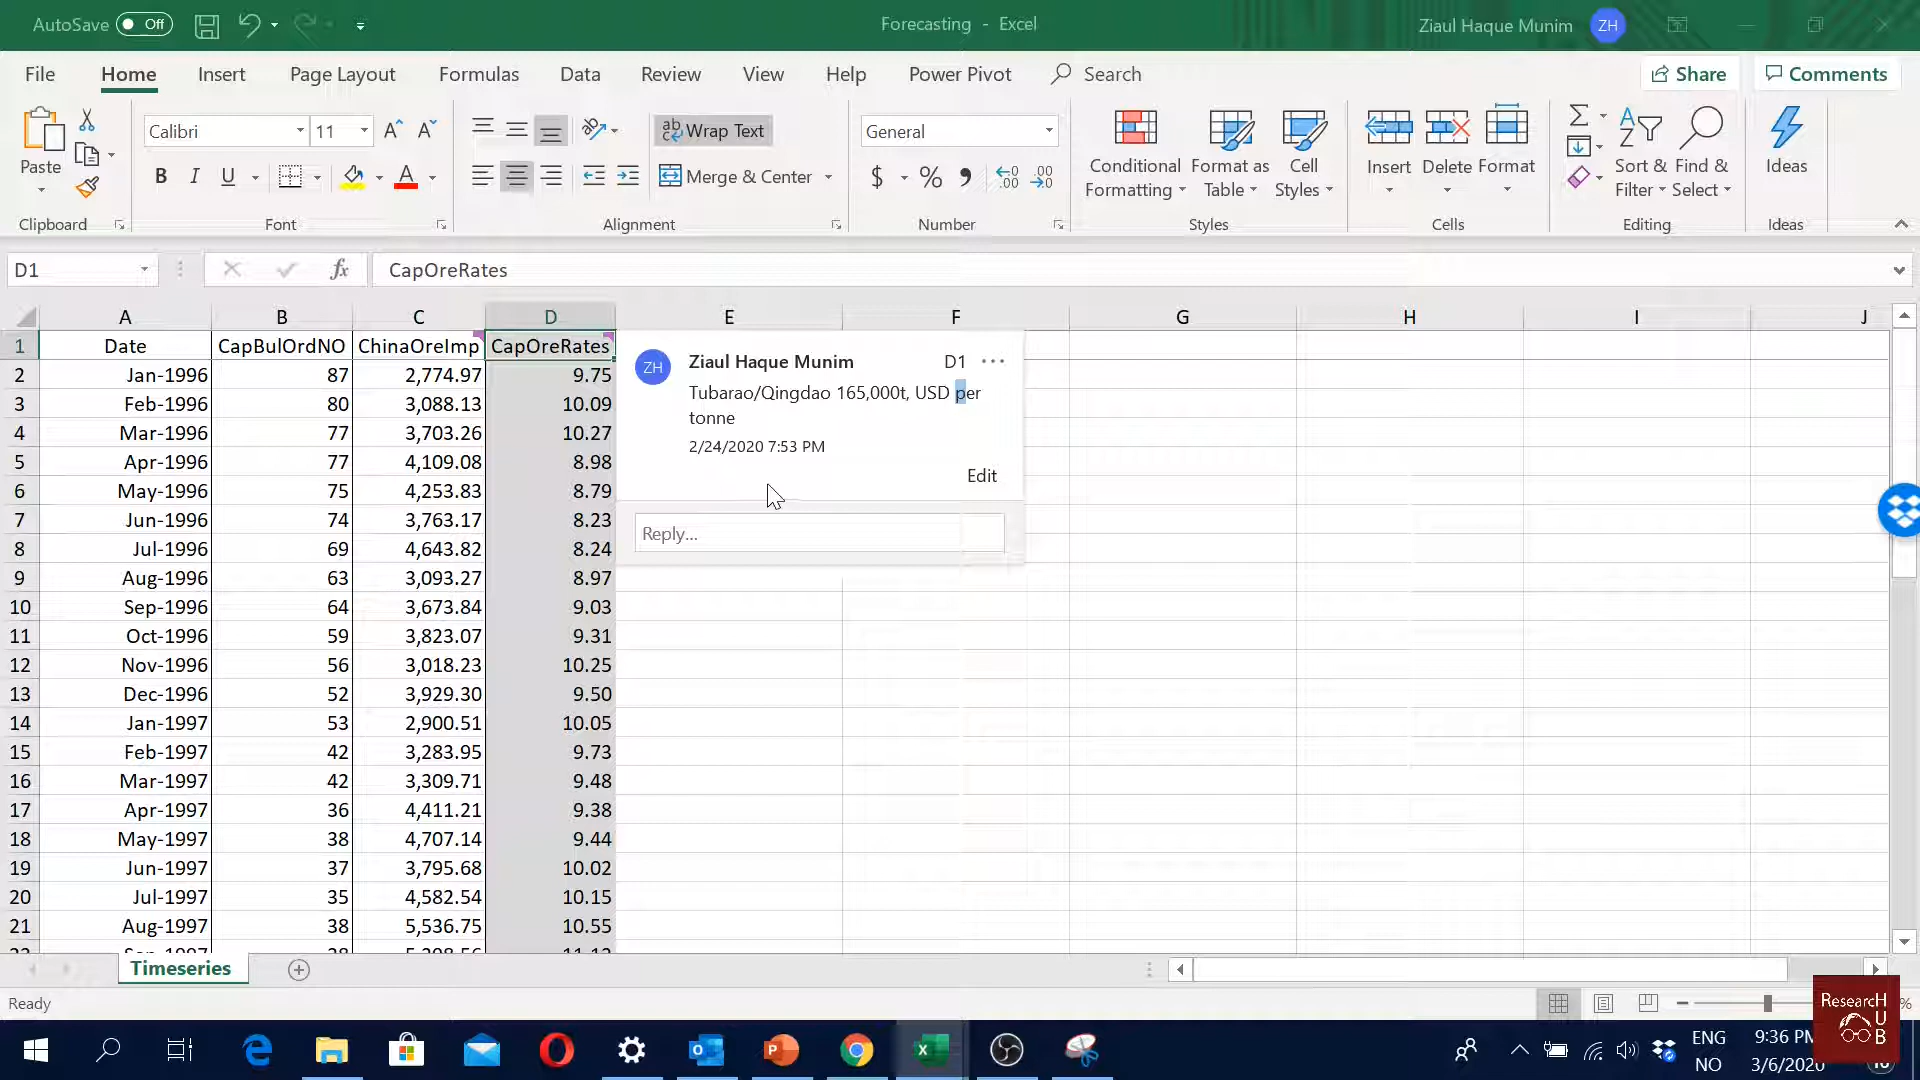 AutoSave Off
Forecasting - Excel
Ziaul Haque Munim ZH
File Home Insert Page Layout Formulas Data Review View Help Power Pivot Search Share Comments
Paste
Clipboard
Calibri 11
B I U
Font
Wrap Text
Merge & Center
Alignment
General
$ % 9
Number
Conditional Formatting
Format as Table
Cell Styles
Styles
Insert Delete Format
Cells
Sort & Filter
Find & Select
Editing
Ideas
Ideas
D1 fx CapOreRates
A B C D E F G H I J
1 Date CapBulOrdNO ChinaOreImp CapOreRates
2 Jan-1996 87 2,774.97 9.75
3 Feb-1996 80 3,088.13 10.09
4 Mar-1996 77 3,703.26 10.27
5 Apr-1996 77 4,109.08 8.98
6 May-1996 75 4,253.83 8.79
7 Jun-1996 74 3,763.17 8.23
8 Jul-1996 69 4,643.82 8.24
9 Aug-1996 63 3,093.27 8.97
10 Sep-1996 64 3,673.84 9.03
11 Oct-1996 59 3,823.07 9.31
12 Nov-1996 56 3,018.23 10.25
13 Dec-1996 52 3,929.30 9.50
14 Jan-1997 53 2,900.51 10.05
15 Feb-1997 42 3,283.95 9.73
16 Mar-1997 42 3,309.71 9.48
17 Apr-1997 36 4,411.21 9.38
18 May-1997 38 4,707.14 9.44
19 Jun-1997 37 3,795.68 10.02
20 Jul-1997 35 4,582.54 10.15
21 Aug-1997 38 5,536.75 10.55
ZH Ziaul Haque Munim D1
Tubarao/Qingdao 165,000t, USD per
tonne
2/24/2020 7:53 PM
Edit
Reply...
Timeseries
Ready
ResearcH
U
B
ENG
NO
9:36 PM
3/6/2020